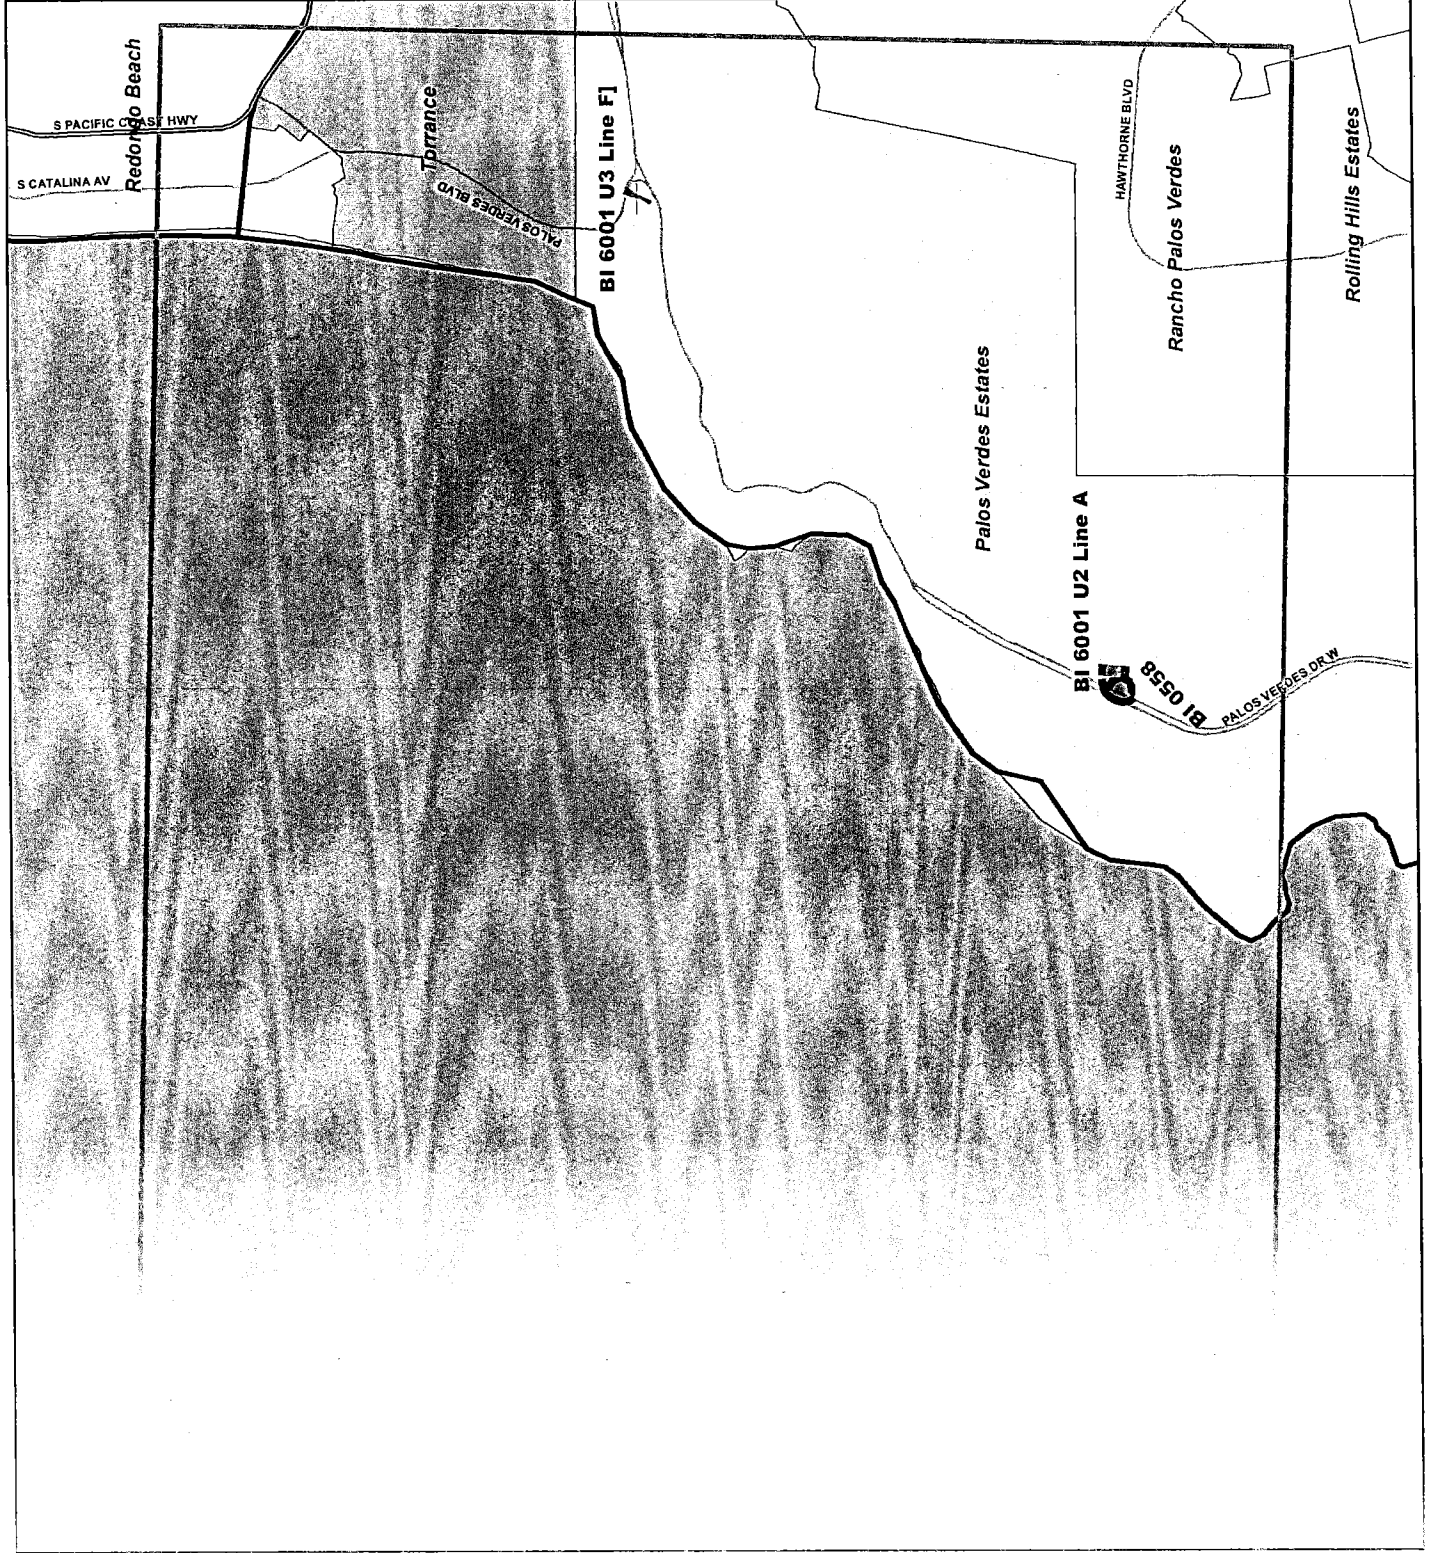 Redondo Beach
S PACIFIC COAST HWY
S CATALINA AV
Torrance
PALOS VERDES BLVD
BI 6001 U3 Line F]
HAWTHORNE BLVD
Rancho Palos Verdes
Rolling Hills Estates
Palos Verdes Estates
BI 6001 U2 Line A
BI 0558
PALOS VERDES DR W